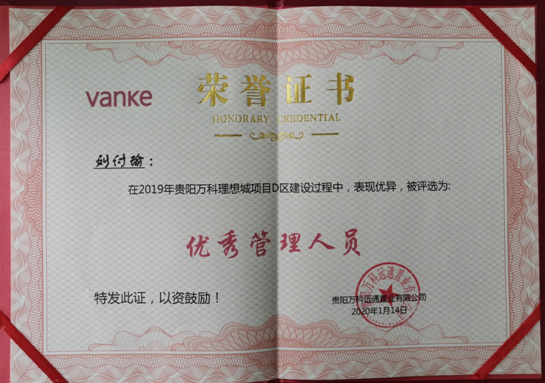 vanke
荣誉证书
HONORARY CREDENTIAL
刘付瑜：
在2019年贵阳万科理想城项目D区建设过程中，表现优异，被评选为:
优秀管理人员
特发此证，以资鼓励！
贵阳万科远通置业有限公司
2020年1月14日